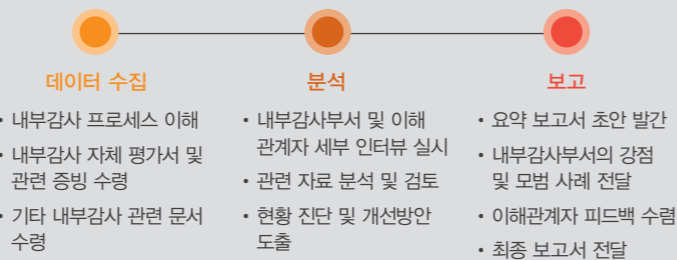 데이터 수집
• 내부감사 프로세스 이해
• 내부감사 자체 평가서 및
관련 증빙 수령
• 기타 내부감사 관련 문서
수령
분석
• 내부감사부서 및 이해
관계자 세부 인터뷰 실시
• 관련 자료 분석 및 검토
• 현황 진단 및 개선방안
도출
보고
• 요약 보고서 초안 발간
• 내부감사부서의 강점
및 모범 사례 전달
• 이해관계자 피드백 수렴
• 최종 보고서 전달